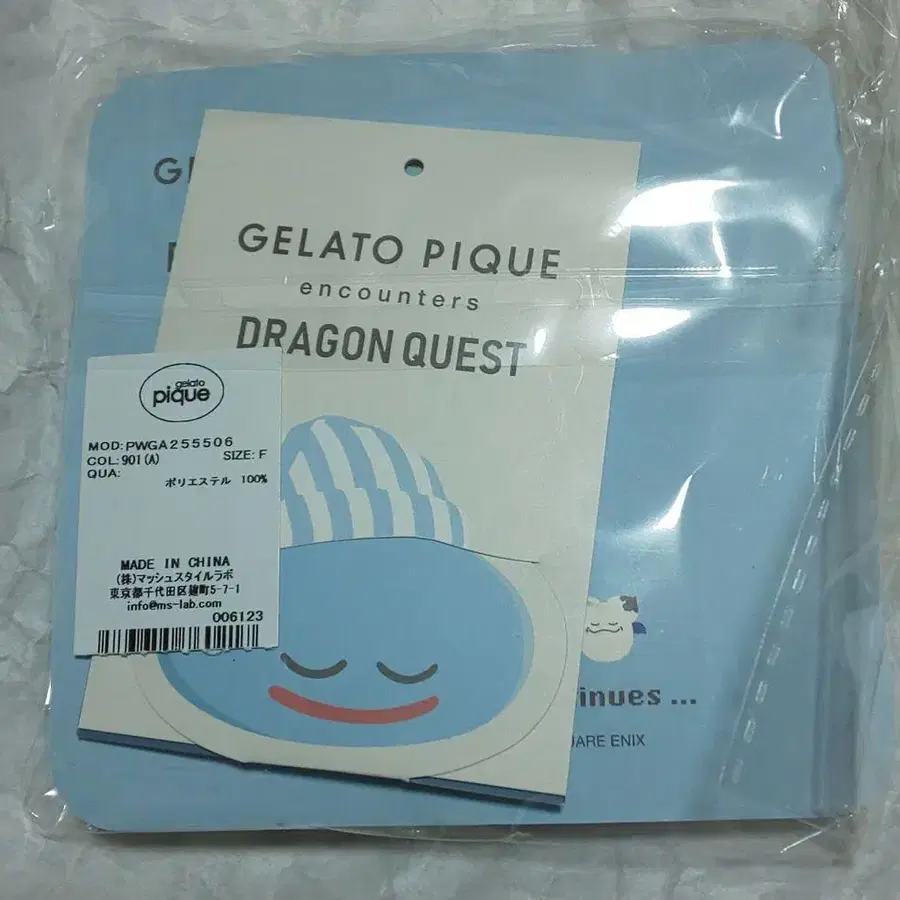 GELATO PIQUE
encounters
DRAGON QUEST
gelato
pique
MOD:PWGA255506
COL:901(A) SIZE:F
QUA:
ポリエステル 100%
MADE IN CHINA
(株)マッシュスタイルラボ
東京都千代田区麹町5-7-1
info@ms-lab.com
006123
inues ...
UARE ENIX